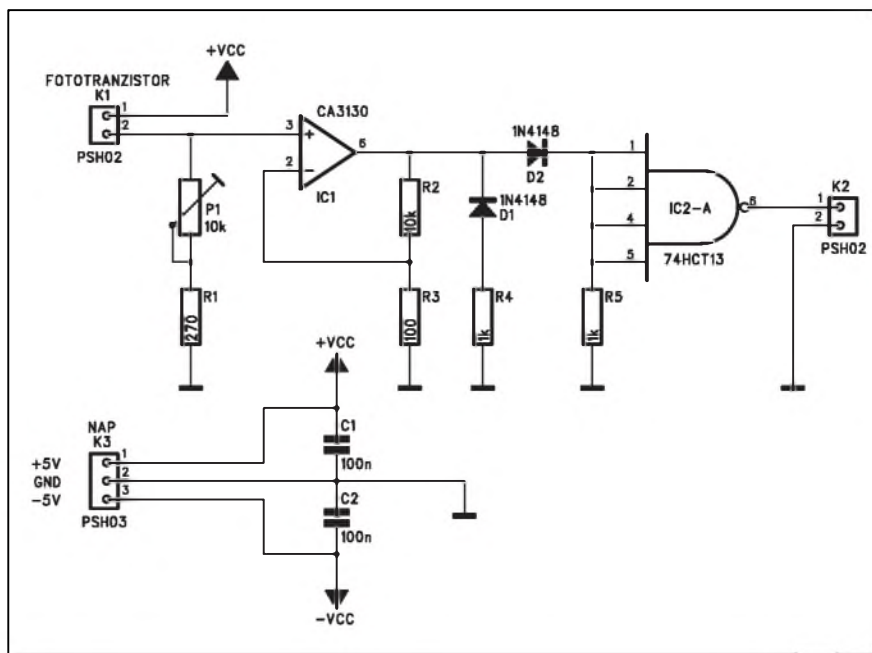 +VCC
FOTOTRANZISTOR
K1
1
2
PSH02
CA3130
3
+
2
-
6
IC1
P1
10k
R1
270
R2
10k
R3
100
1N4148
D1
R4
1k
1N4148
D2
R5
1k
1
2
4
5
IC2-A
6
74HCT13
K2
1
2
PSH02
+VCC
NAP
K3
+5V
GND
-5V
1
2
3
PSH03
C1
100n
C2
100n
-VCC